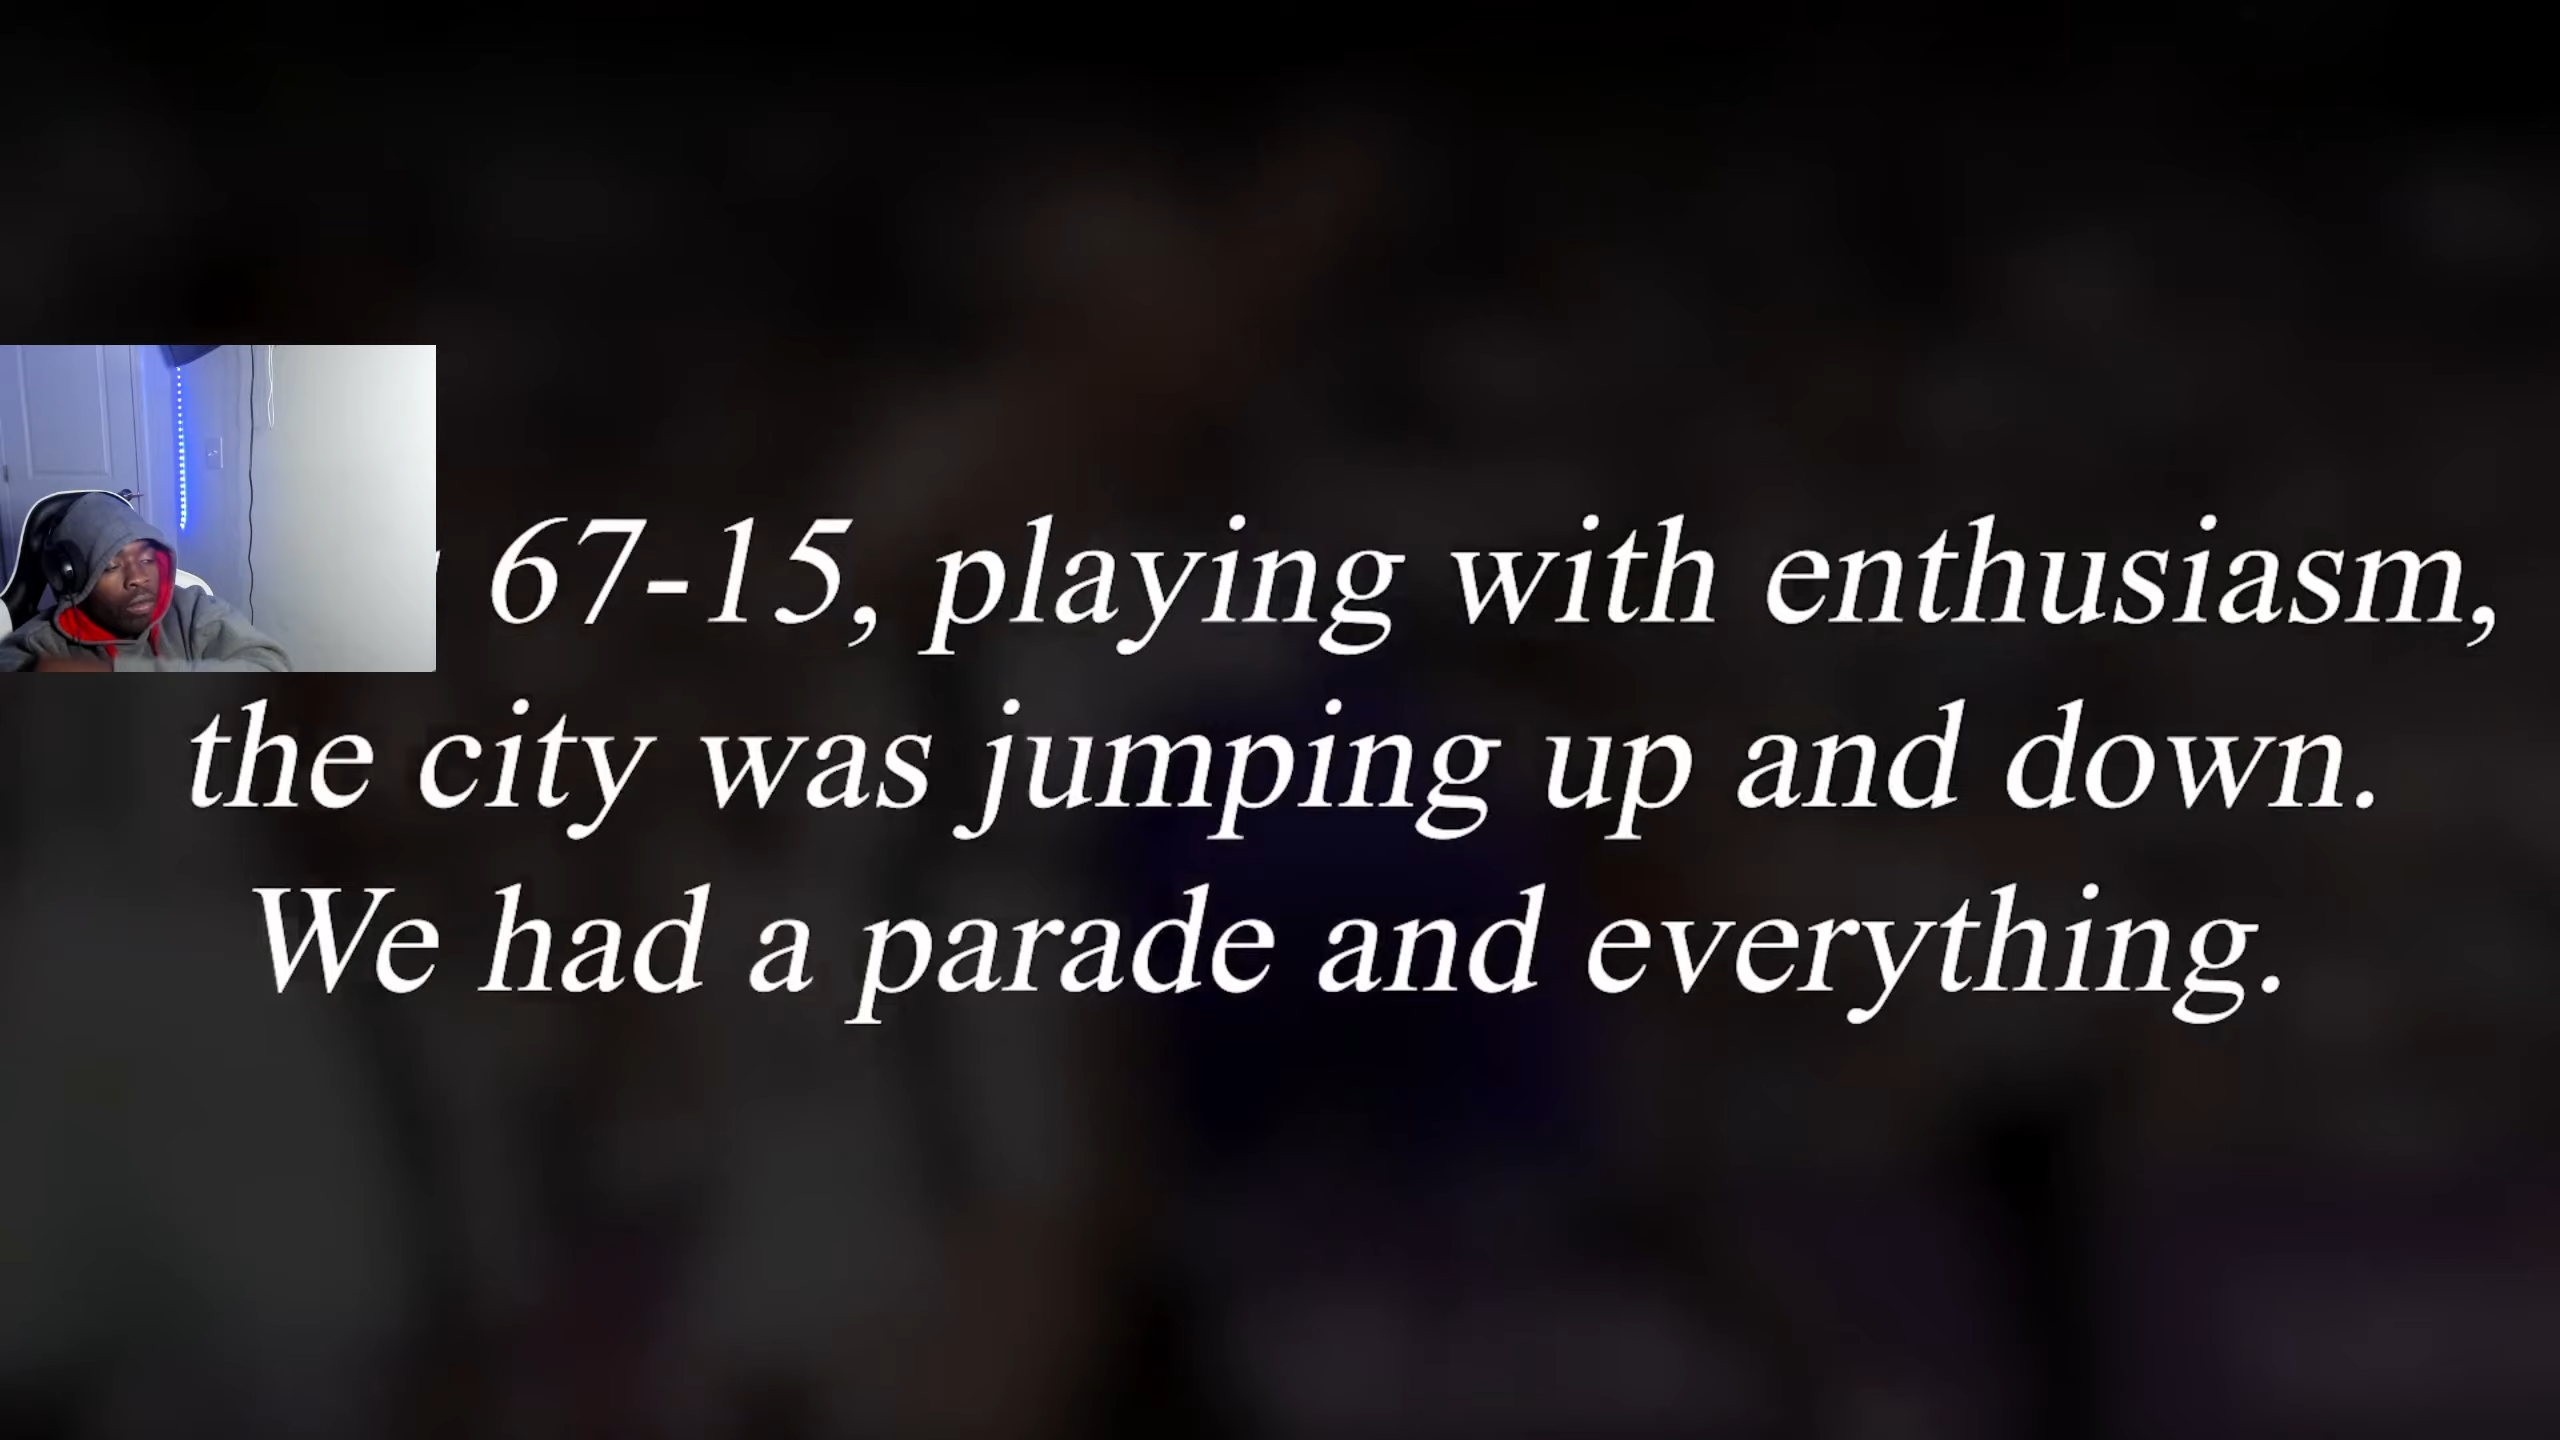 67-15, playing with enthusiasm,
the city was jumping up and down.
We had a parade and everything.